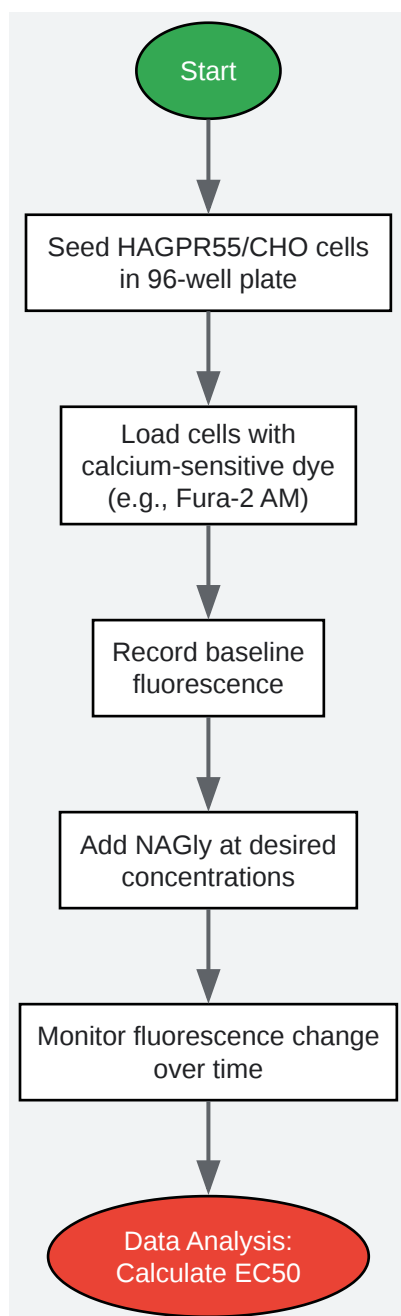 Start
Seed HAGPR55/CHO cells
in 96-well plate
Load cells with
calcium-sensitive dye
(e.g., Fura-2 AM)
Record baseline
fluorescence
Add NAGly at desired
concentrations
Monitor fluorescence change
over time
Data Analysis:
Calculate EC50